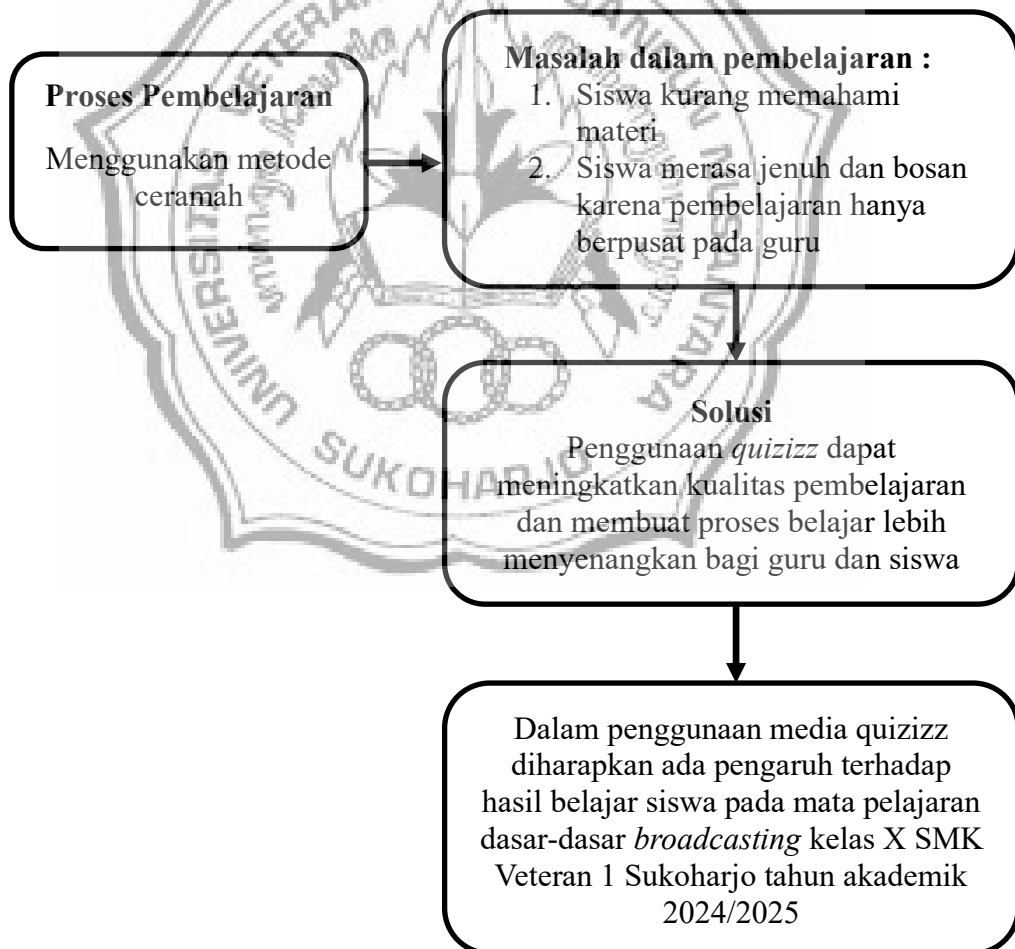 Proses Pembelajaran
Menggunakan metode
ceramah
Masalah dalam pembelajaran :
1. Siswa kurang memahami
materi
2. Siswa merasa jenuh dan bosan
karena pembelajaran hanya
berpusat pada guru
Solusi
Penggunaan quizizz dapat
meningkatkan kualitas pembelajaran
dan membuat proses belajar lebih
menyenangkan bagi guru dan siswa
Dalam penggunaan media quizizz
diharapkan ada pengaruh terhadap
hasil belajar siswa pada mata pelajaran
dasar-dasar broadcasting kelas X SMK
Veteran 1 Sukoharjo tahun akademik
2024/2025
UNIVERSITAS
NUSANTARA
SUKOHARJO